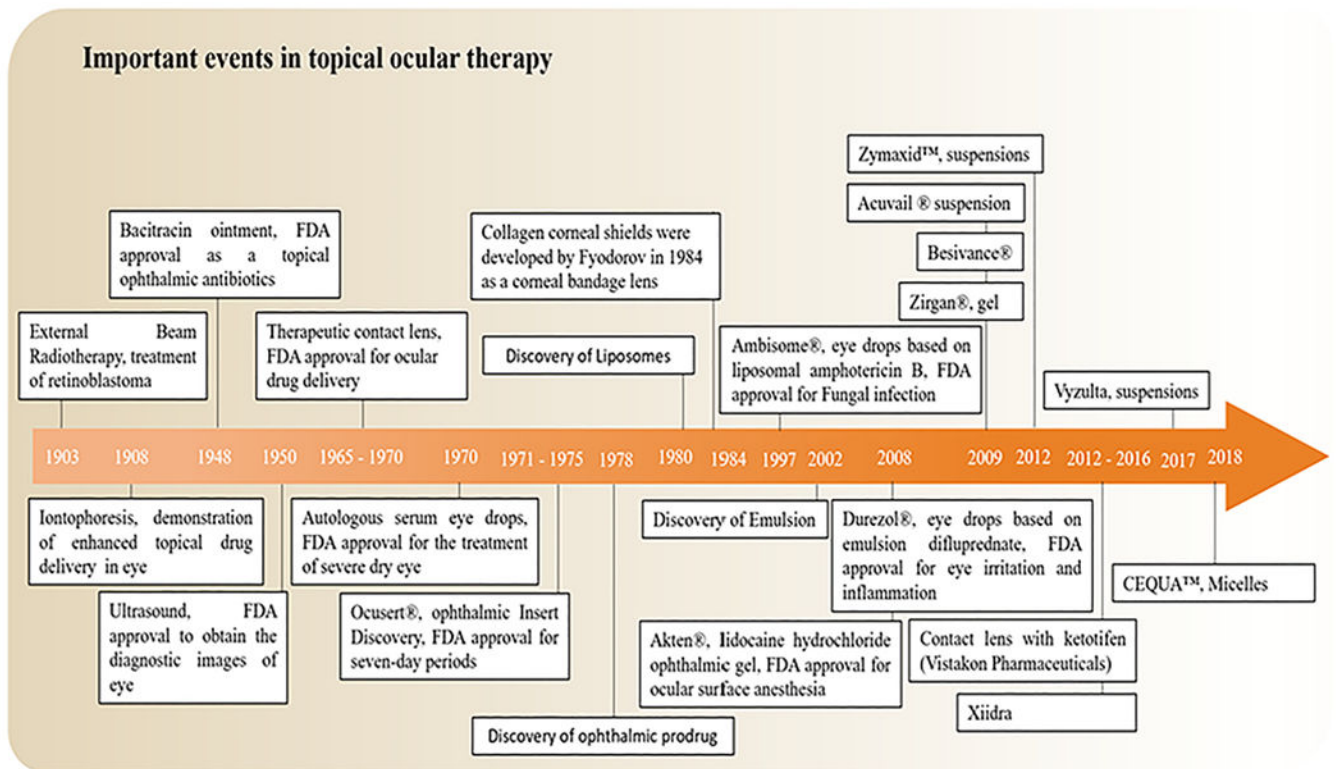 Important events in topical ocular therapy
Zymaxid™, suspensions
Acuvail ® suspension
Besivance®
Zirgan®, gel
Bacitracin ointment, FDA
approval as a topical
ophthalmic antibiotics
Collagen corneal shields were
developed by Fyodorov in 1984
as a corneal bandage lens
External Beam
Radiotherapy, treatment
of retinoblastoma
Therapeutic contact lens,
FDA approval for ocular
drug delivery
Discovery of Liposomes
Ambisome®, eye drops based on
liposomal amphotericin B, FDA
approval for Fungal infection
Vyzulta, suspensions
1903 1908 1948 1950 1965 - 1970 1970 1971 - 1975 1978 1980 1984 1997 2002 2008 2009 2012 2012 - 2016 2017 2018
Iontophoresis, demonstration
of enhanced topical drug
delivery in eye
Autologous serum eye drops,
FDA approval for the treatment
of severe dry eye
Discovery of Emulsion
Durezol®, eye drops based on
emulsion difluprednate, FDA
approval for eye irritation and
inflammation
CEQUA™, Micelles
Ultrasound, FDA
approval to obtain the
diagnostic images of
eye
Ocusert®, ophthalmic Insert
Discovery, FDA approval for
seven-day periods
Akten®, lidocaine hydrochloride
ophthalmic gel, FDA approval for
ocular surface anesthesia
Contact lens with ketotifen
(Vistakon Pharmaceuticals)
Xiidra
Discovery of ophthalmic prodrug